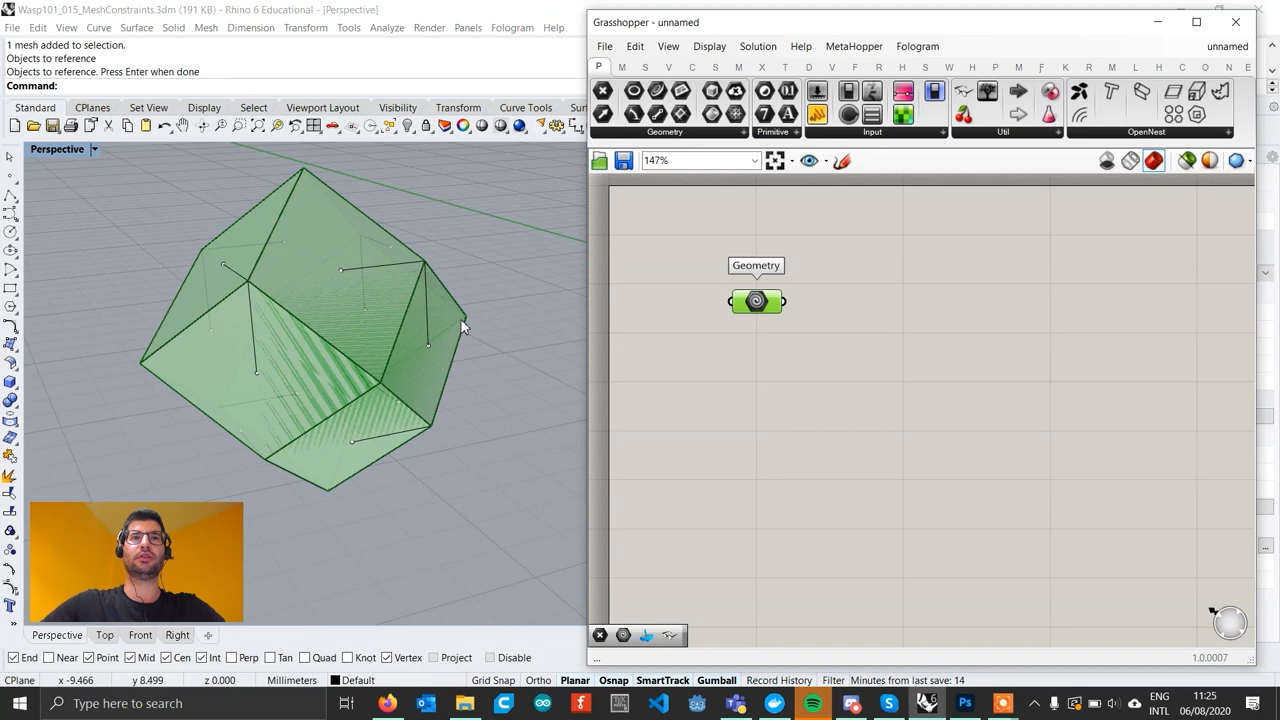 Wasp101_015_MeshConstraints.3dm (191 KB) - Rhino 6 Educational - [Perspective]
File Edit View Curve Surface Solid Mesh Dimension Transform Tools Analyze Render Panels Fologram Help
1 mesh added to selection.
Objects to reference
Objects to reference. Press Enter when done
Command:
Standard CPlanes Set View Display Select Viewport Layout Visibility Transform Curve Tools
Perspective
Grasshopper - unnamed
File Edit View Display Solution Help MetaHopper Fologram unnamed
P M S V C S M I X T D V R I H S W I F H P M F L H C H B N E
Geometry Primitive Input Util OpenNest
147%
Geometry
...
1.0.0007
Perspective Top Front Right
End Near Point Mid Cen Int Perp Tan Quad Knot Vertex Project Disable
CPlane x -9.466 y 8.499 z 0.000 Millimeters Default Grid Snap Ortho Planar Osnap SmartTrack Gumball Record History Filter Minutes from last save: 14
Type here to search
ENG
INTL
11:25
06/08/2020